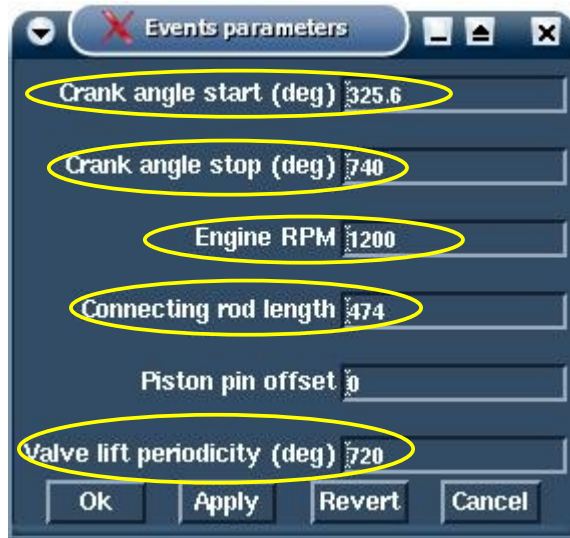 Events parameters
Crank angle start (deg) 325.6
Crank angle stop (deg) 740
Engine RPM 1200
Connecting rod length 474
Piston pin offset 0
Valve lift periodicity (deg) 720
Ok Apply Revert Cancel